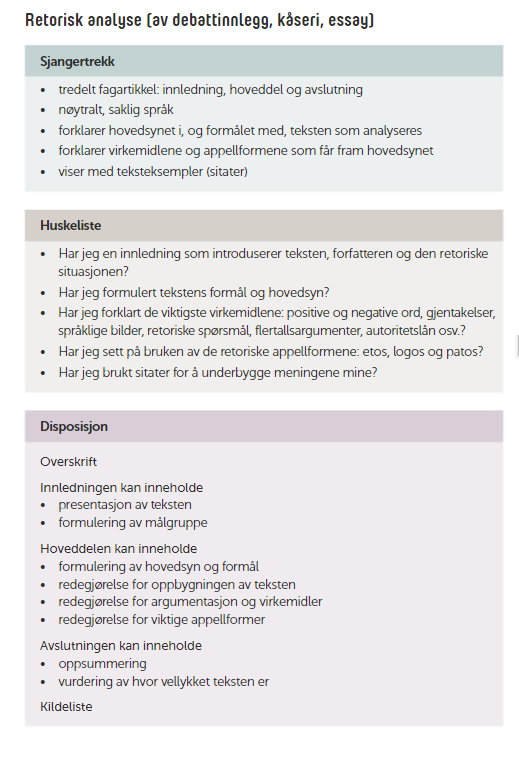 Retorisk analyse (av debattinnlegg, kåseri, essay)
Sjangertrekk
• tredelt fagartikkel: innledning, hoveddel og avslutning
• nøytralt, saklig språk
• forklarer hovedsynet i, og formålet med, teksten som analyseres
• forklarer virkemidlene og appellformene som får fram hovedsynet
• viser med teksteksempler (sitater)
Huskeliste
• Har jeg en innledning som introduserer teksten, forfatteren og den retoriske
situasjonen?
• Har jeg formulert tekstens formål og hovedsyn?
• Har jeg forklart de viktigste virkemidlene: positive og negative ord, gjentakelser,
språklige bilder, retoriske spørsmål, flertallsargumenter, autoritetslån osv.?
• Har jeg sett på bruken av de retoriske appellformene: etos, logos og patos?
• Har jeg brukt sitater for å underbygge meningene mine?
Disposisjon
Overskrift
Innledningen kan inneholde
• presentasjon av teksten
• formulering av målgruppe
Hoveddelen kan inneholde
• formulering av hovedsyn og formål
• redegjørelse for oppbygningen av teksten
• redegjørelse for argumentasjon og virkemidler
• redegjørelse for viktige appellformer
Avslutningen kan inneholde
• oppsummering
• vurdering av hvor vellykket teksten er
Kildeliste